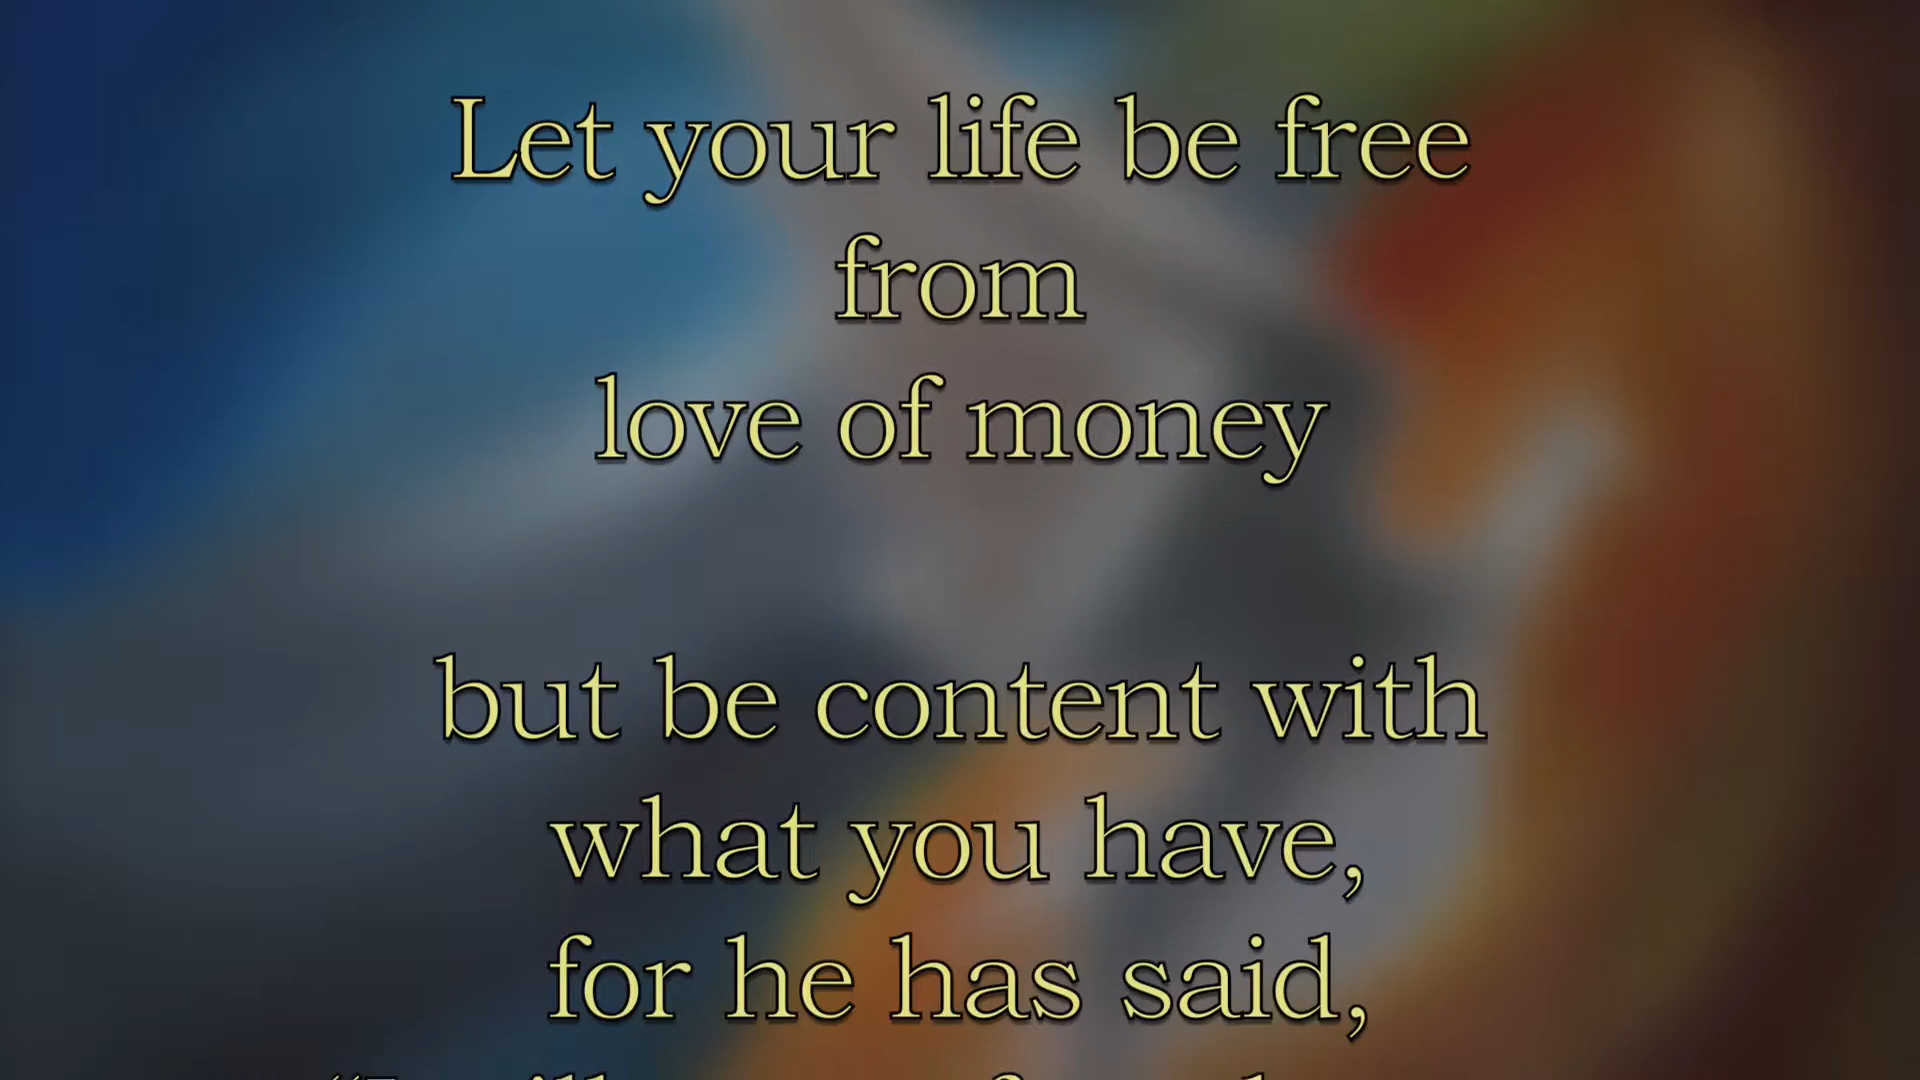 Let your life be free
from
love of money
but be content with
what you have,
for he has said,